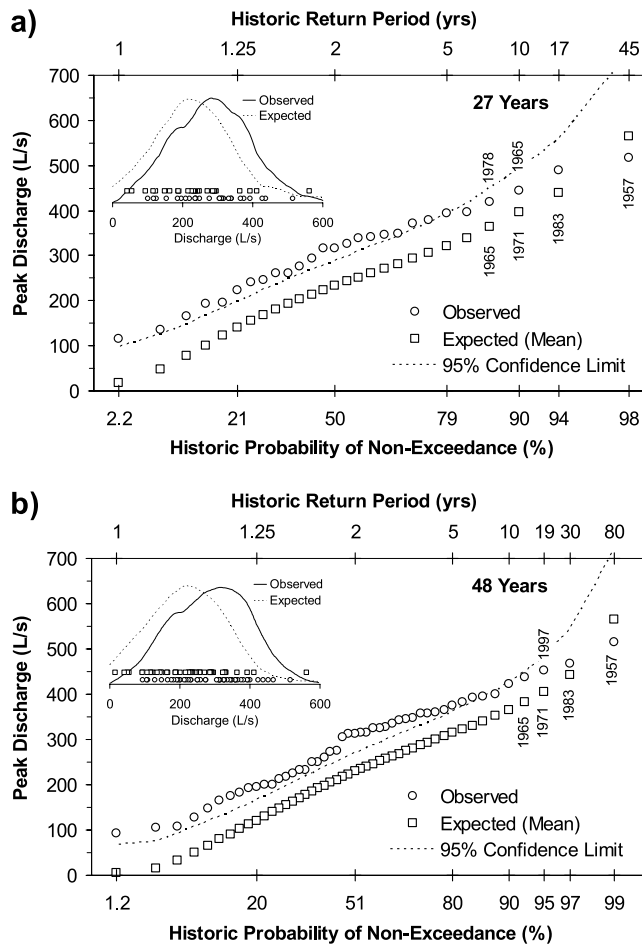 a)
Historic Return Period (yrs)
1 1.25 2 5 10 17 45
700
600
500
400
300
200
100
0
Peak Discharge (L/s)
Observed
Expected
0 200 400 600
Discharge (L/s)
27 Years
1978
1965
1965
1971
1983
1957
Observed
Expected (Mean)
95% Confidence Limit
2.2 21 50 79 90 94 98
Historic Probability of Non-Exceedance (%)
b)
Historic Return Period (yrs)
1 1.25 2 5 10 19 30 80
700
600
500
400
300
200
100
0
Peak Discharge (L/s)
Observed
Expected
0 200 400 600
Discharge (L/s)
48 Years
1997
1965
1971
1983
1957
Observed
Expected (Mean)
95% Confidence Limit
1.2 20 51 80 90 95 97 99
Historic Probability of Non-Exceedance (%)